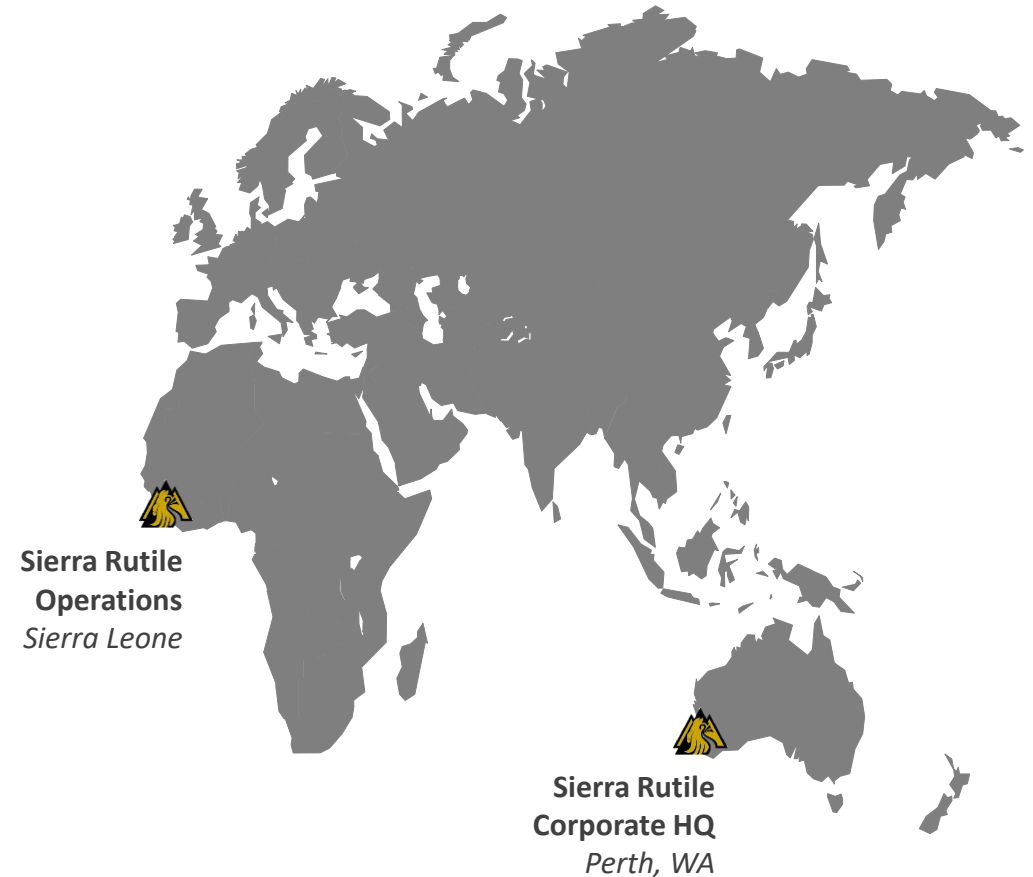 Sierra Rutile
Operations
Sierra Leone
Sierra Rutile
Corporate HQ
Perth, WA